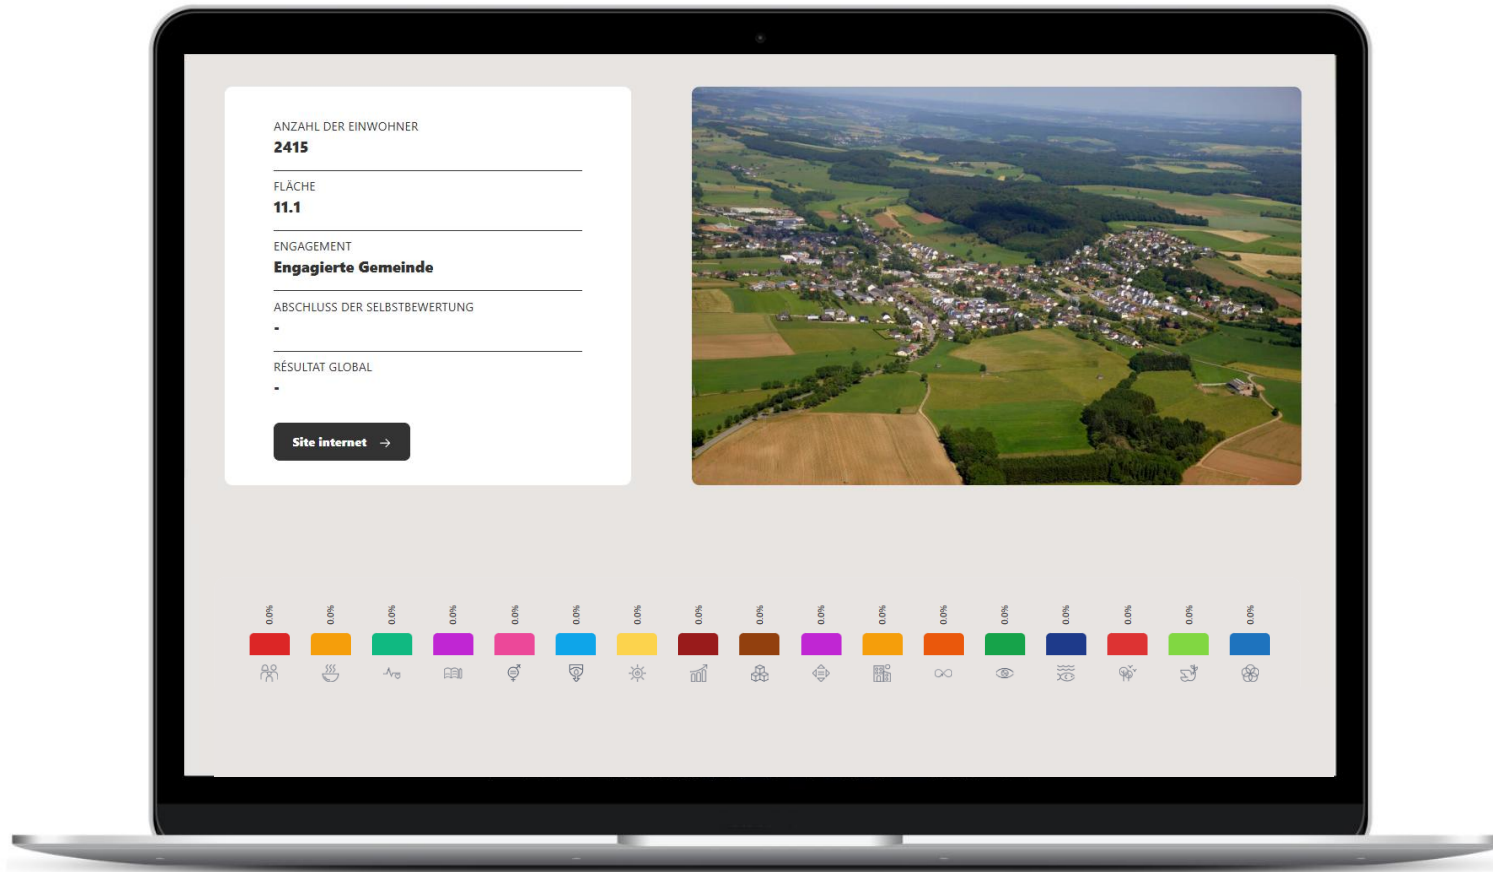 ANZAHL DER EINWOHNER
2415
FLÄCHE
11.1
ENGAGEMENT
Engagierte Gemeinde
ABSCHLUSS DER SELBSTBEWERTUNG
-
RÉSULTAT GLOBAL
-
Site internet →
0.0% 0.0% 0.0% 0.0% 0.0% 0.0% 0.0% 0.0% 0.0% 0.0% 0.0% 0.0% 0.0% 0.0% 0.0% 0.0% 0.0%